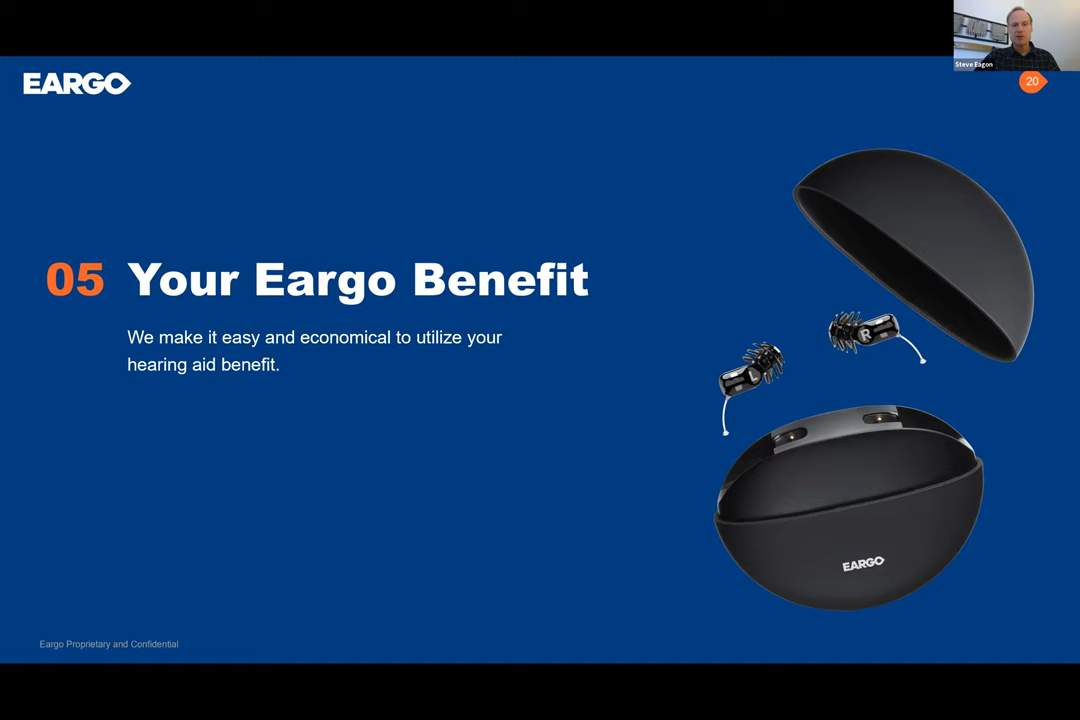 Steve Eagon
EARGO
20
05 Your Eargo Benefit
We make it easy and economical to utilize your
hearing aid benefit.
R
L
EARGO
Eargo Proprietary and Confidential